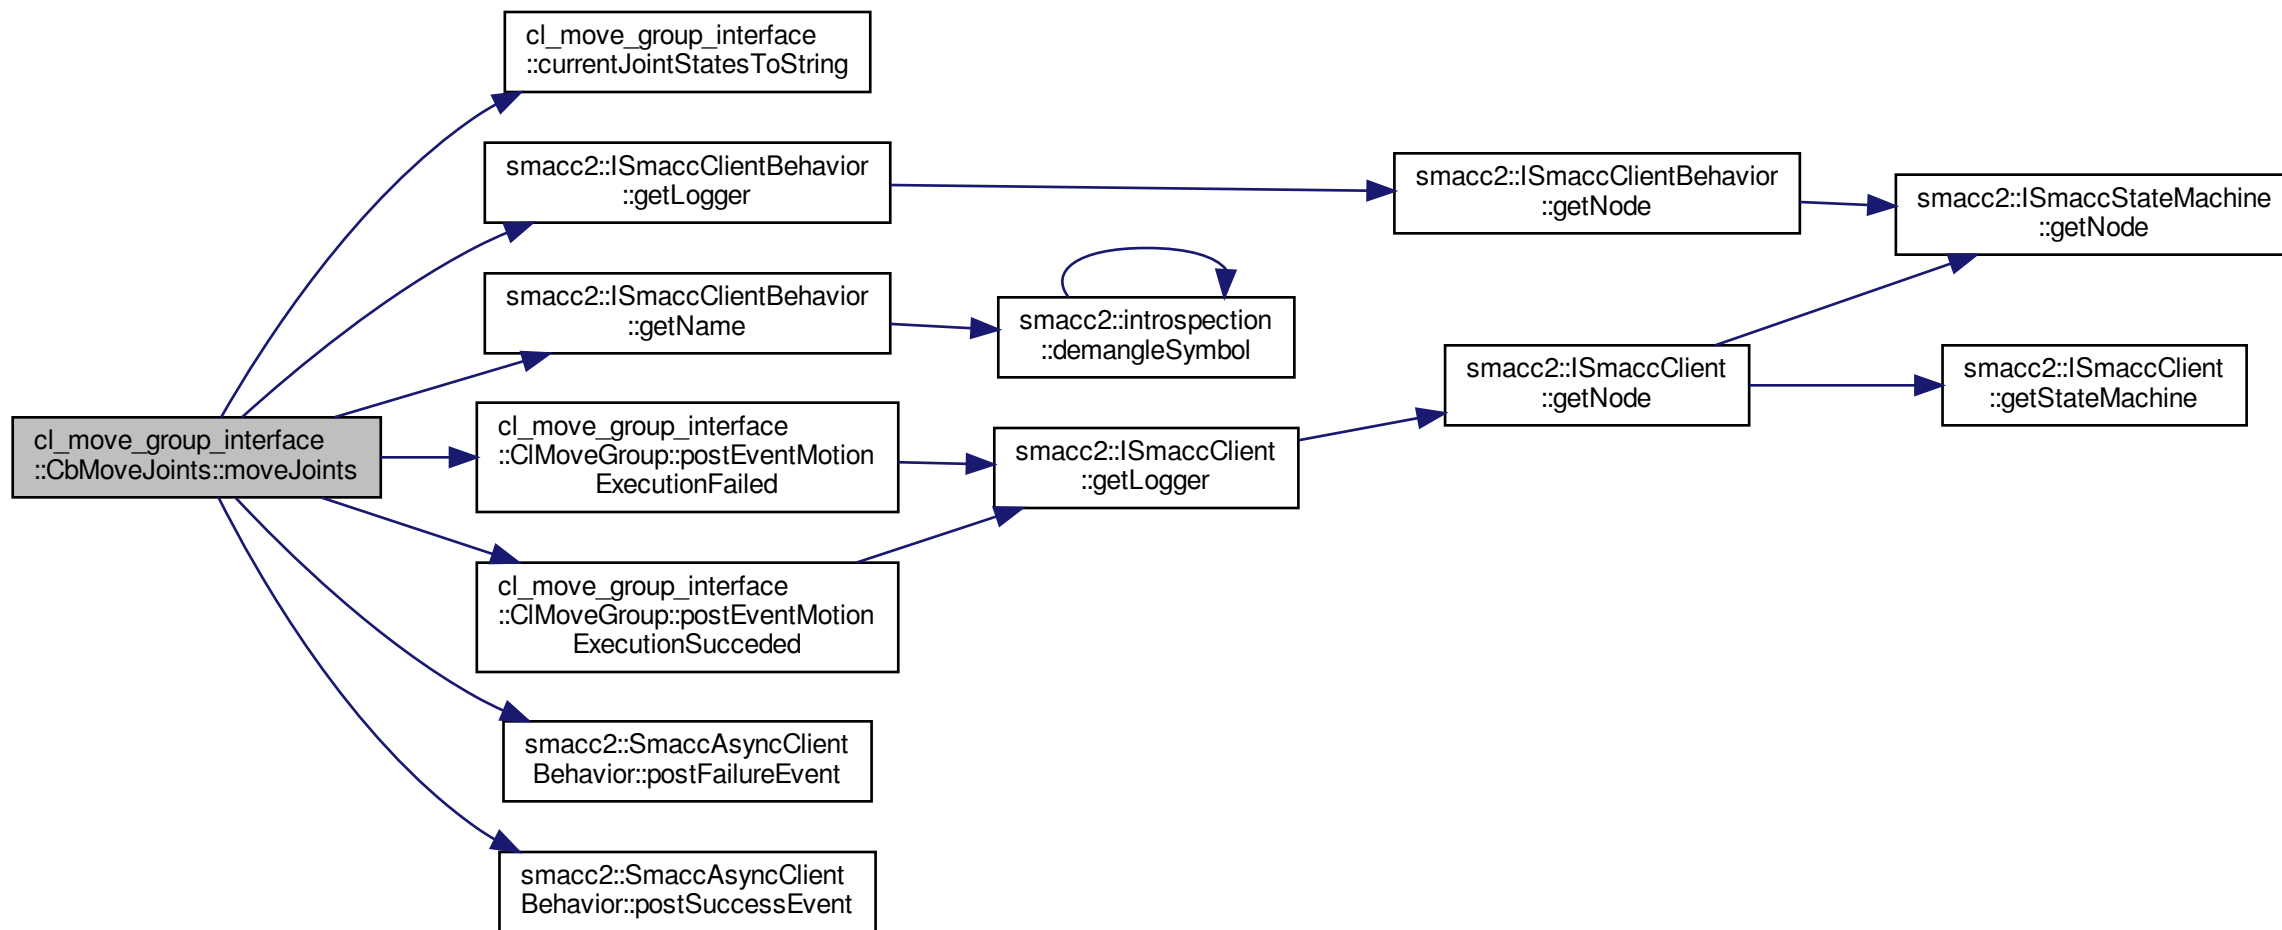 cl_move_group_interface
::CbMoveJoints::moveJoints
cl_move_group_interface
::currentJointStatesToString
smacc2::ISmaccClientBehavior
::getLogger
smacc2::ISmaccClientBehavior
::getName
cl_move_group_interface
::ClMoveGroup::postEventMotion
ExecutionFailed
cl_move_group_interface
::ClMoveGroup::postEventMotion
ExecutionSucceded
smacc2::SmaccAsyncClient
Behavior::postFailureEvent
smacc2::SmaccAsyncClient
Behavior::postSuccessEvent
smacc2::introspection
::demangleSymbol
smacc2::ISmaccClient
::getLogger
smacc2::ISmaccClientBehavior
::getNode
smacc2::ISmaccClient
::getNode
smacc2::ISmaccStateMachine
::getNode
smacc2::ISmaccClient
::getStateMachine